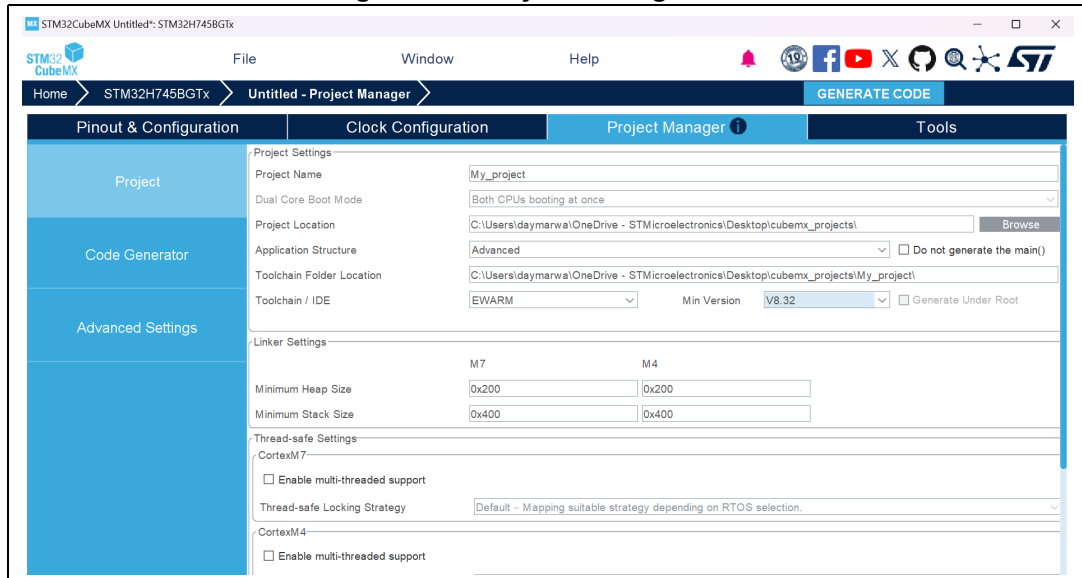 STM32CubeMX Untitled*: STM32H745BGTx
STM32 CubeMX File Window Help
Home STM32H745BGTx Untitled - Project Manager GENERATE CODE
Pinout & Configuration Clock Configuration Project Manager Tools
Project
Code Generator
Advanced Settings
Project Settings
Project Name My_project
Dual Core Boot Mode Both CPUs booting at once
Project Location C:\Users\daymarwa\OneDrive - STMicroelectronics\Desktop\cubemx_projects\ Browse
Application Structure Advanced Do not generate the main()
Toolchain Folder Location C:\Users\daymarwa\OneDrive - STMicroelectronics\Desktop\cubemx_projects\My_project\
Toolchain / IDE EWARM Min Version V8.32 Generate Under Root
Linker Settings
M7 M4
Minimum Heap Size 0x200 0x200
Minimum Stack Size 0x400 0x400
Thread-safe Settings
CortexM7
Enable multi-threaded support
Thread-safe Locking Strategy Default – Mapping suitable strategy depending on RTOS selection.
CortexM4
Enable multi-threaded support